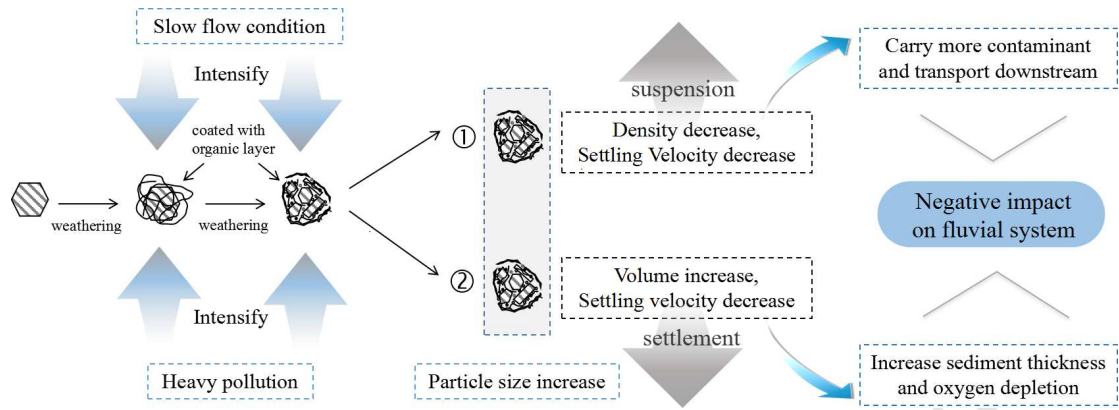 Slow flow condition
Intensify
coated with
organic layer
weathering
weathering
Intensify
Heavy pollution
①
②
Particle size increase
suspension
Density decrease,
Settling Velocity decrease
Volume increase,
Settling velocity decrease
settlement
Carry more contaminant
and transport downstream
Negative impact
on fluvial system
Increase sediment thickness
and oxygen depletion